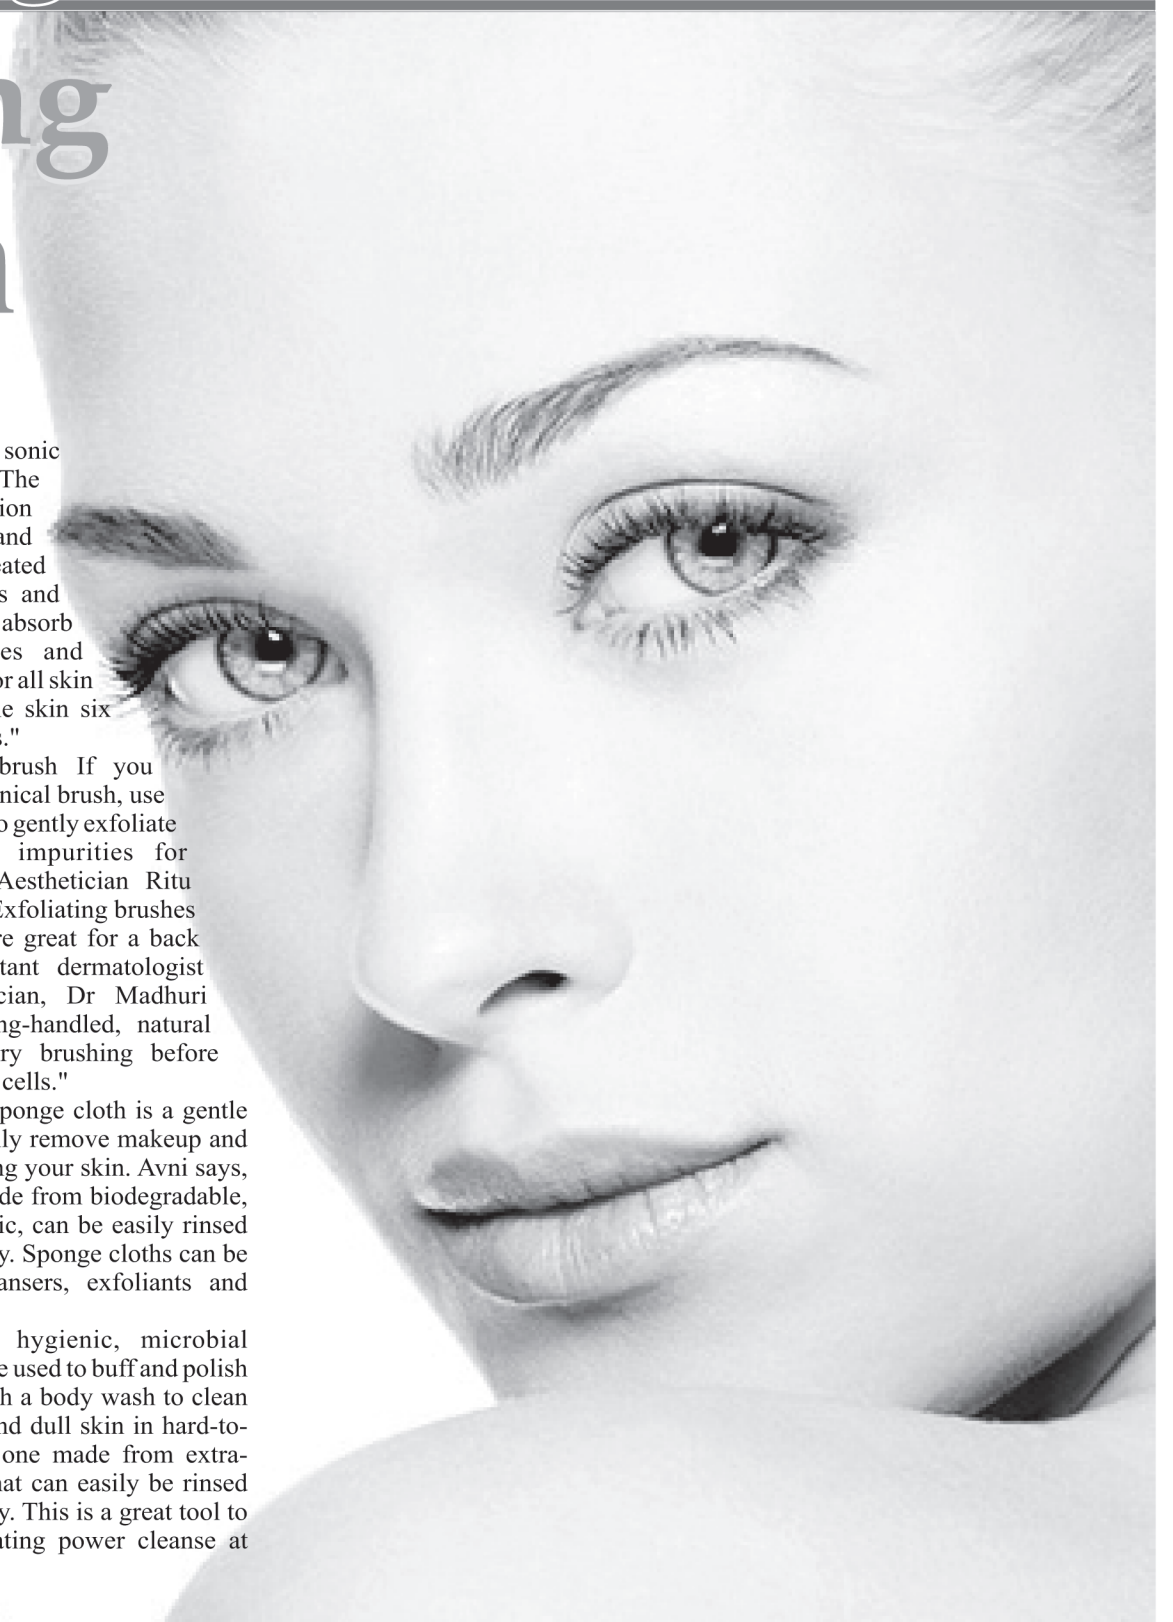 ng
sonic
The
and
s and
absorb
es and
or all skin
e skin six
brush If you
nical brush, use
o gently exfoliate
impurities for
Aesthetician Ritu
Exfoliating brushes
re great for a back
tant dermatologist
cian, Dr Madhuri
ng-handled, natural
ry brushing before
cells."
ponge cloth is a gentle
ly remove makeup and
ng your skin. Avni says,
de from biodegradable,
ic, can be easily rinsed
y. Sponge cloths can be
ansers, exfoliants and
hygienic, microbial
e used to buff and polish
h a body wash to clean
nd dull skin in hard-to-
one made from extra-
hat can easily be rinsed
y. This is a great tool to
ating power cleanse at